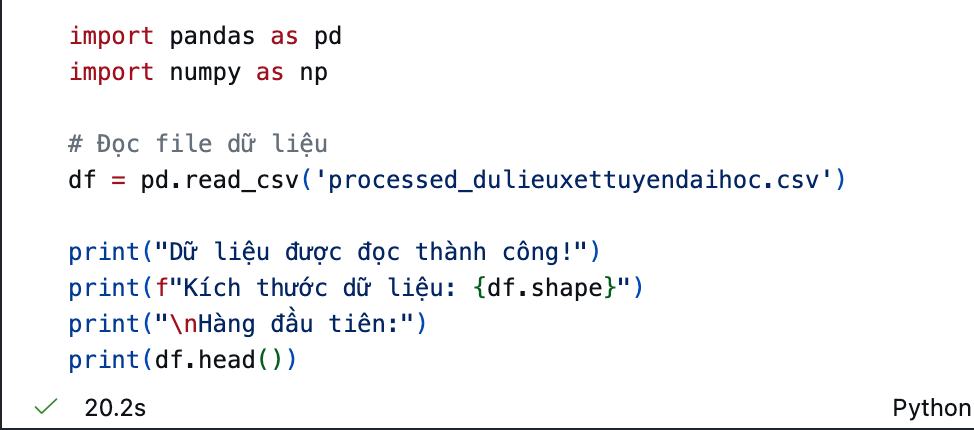 import pandas as pd
import numpy as np
# Đọc file dữ liệu
df = pd.read_csv('processed_dulieuxettuyendaihoc.csv')
print("Dữ liệu được đọc thành công!")
print(f"Kích thước dữ liệu: {df.shape}")
print("\nHàng đầu tiên:")
print(df.head())
20.2s Python